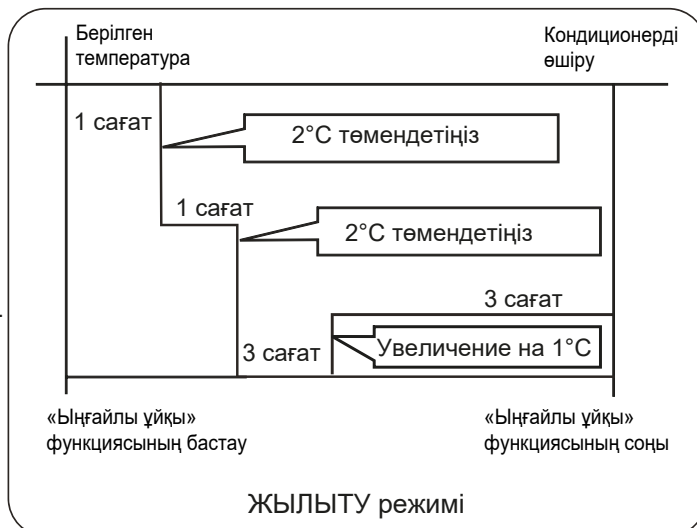 Берілген
температура
Кондиционерді
өшіру
1 сағат
2°C төмендетіңіз
1 сағат
2°C төмендетіңіз
3 сағат
3 сағат
Увеличение на 1°C
«Ыңғайлы ұйқы»
функциясының бастау
«Ыңғайлы ұйқы»
функциясының соңы
ЖЫЛЫТУ режимі